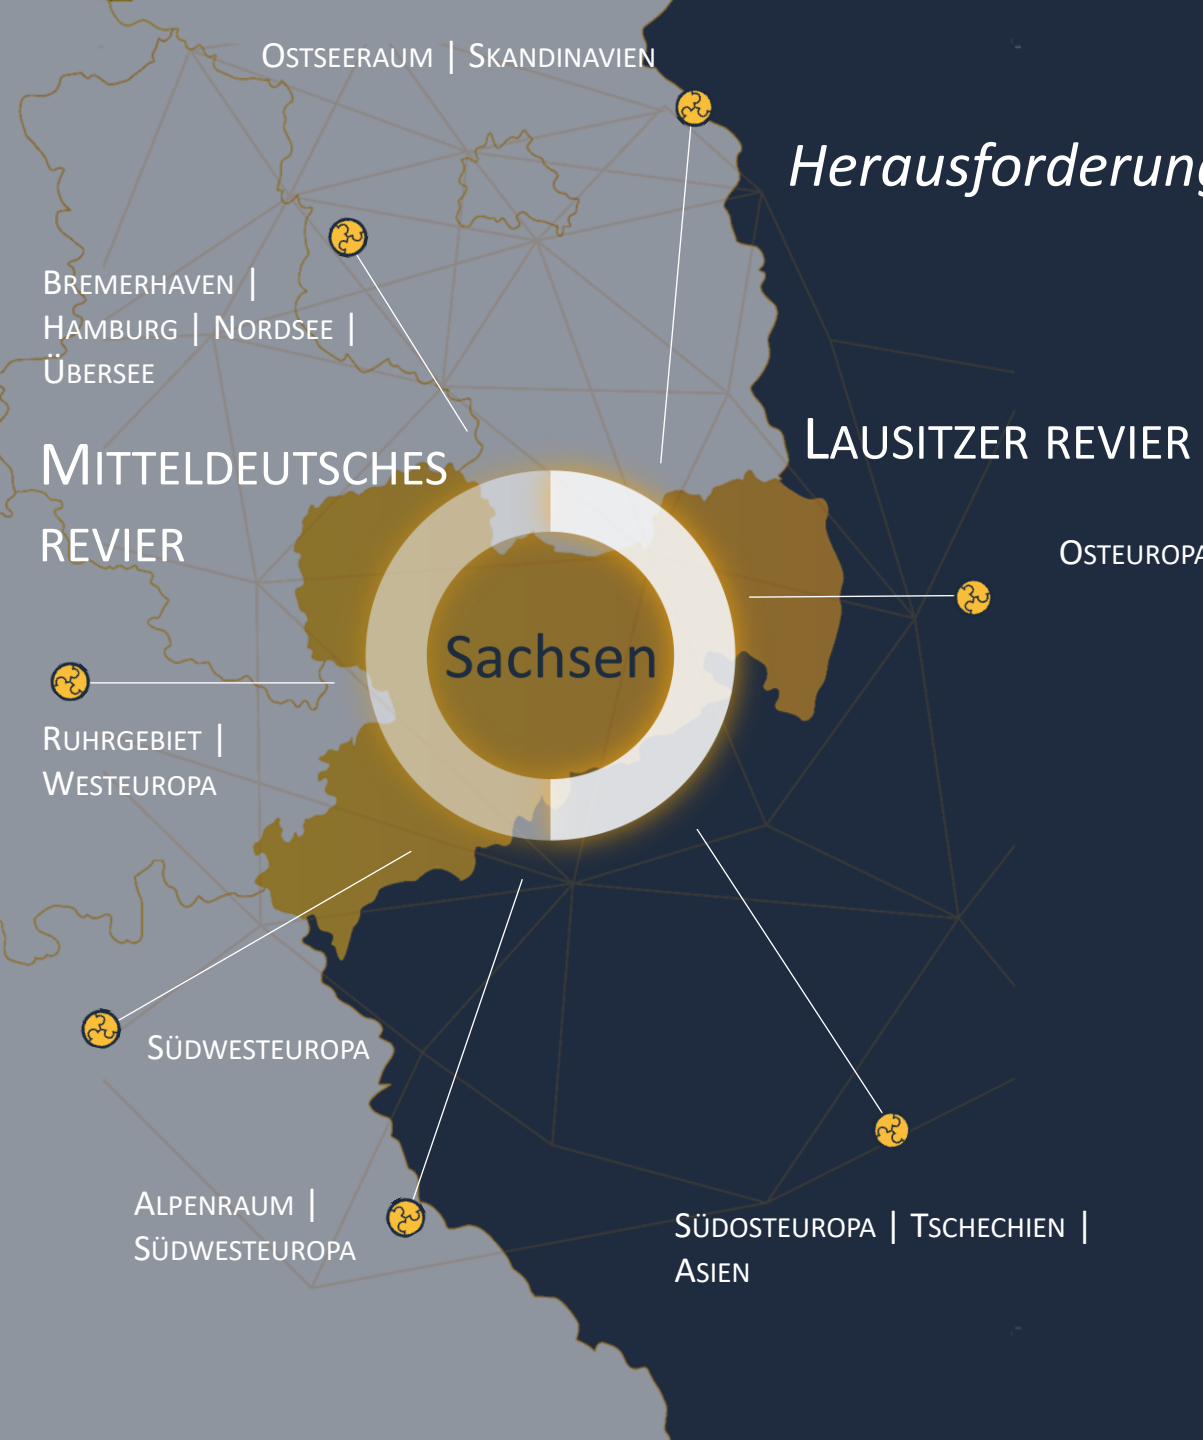 Ostseeraum | Skandinavien
Herausforderung
Bremerhaven |
Hamburg | Nordsee |
Übersee
Mitteldeutsches
revier
Lausitzer revier
Osteuropa
Sachsen
Ruhrgebiet |
Westeuropa
Südwesteuropa
Alpenraum |
Südwesteuropa
Südosteuropa | Tschechien |
Asien